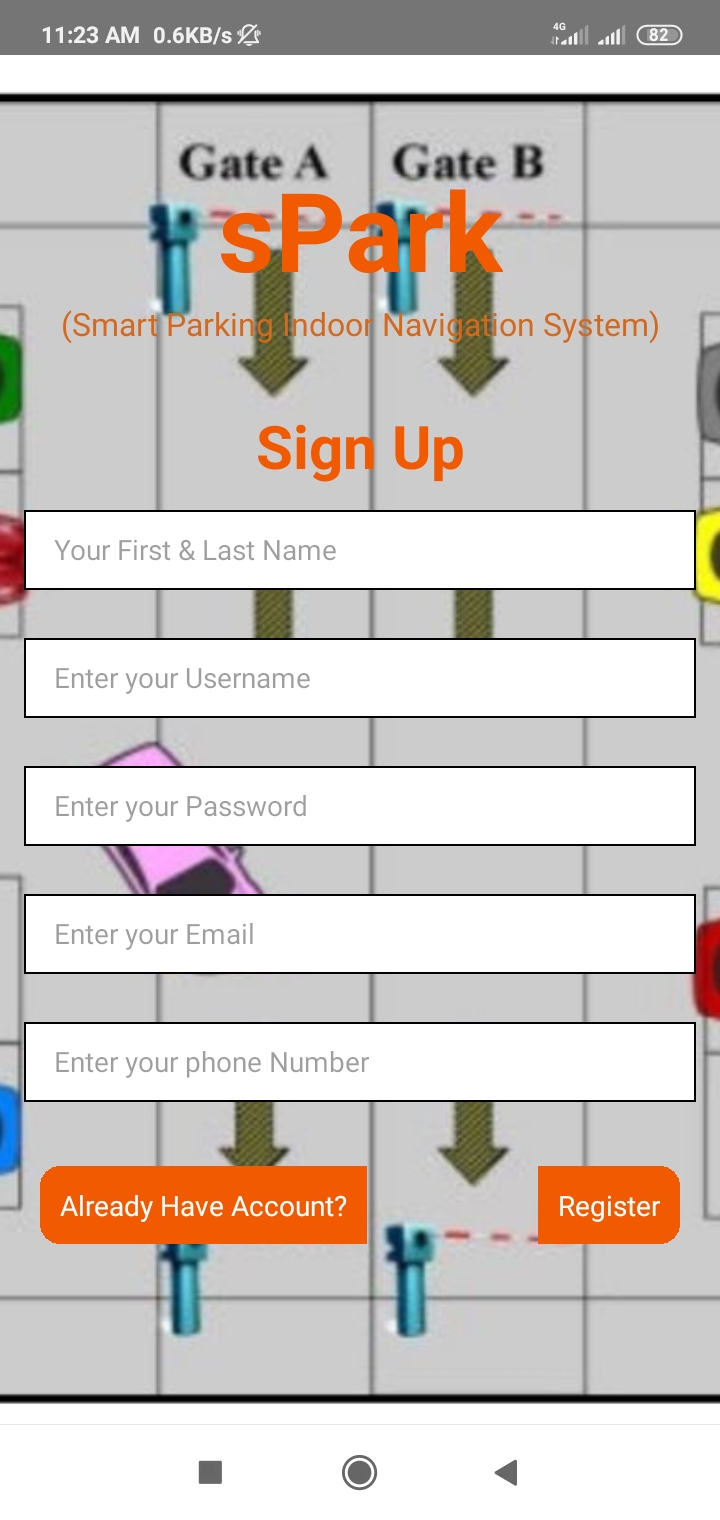 11:23 AM 0.6KB/s 4G 82
Gate A Gate B
sPark
(Smart Parking Indoor Navigation System)
Sign Up
Your First & Last Name
Enter your Username
Enter your Password
Enter your Email
Enter your phone Number
Already Have Account? Register